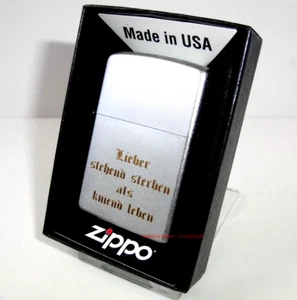 Made in USA
Lieber
stehend sterben
als
kniend leben
zippo